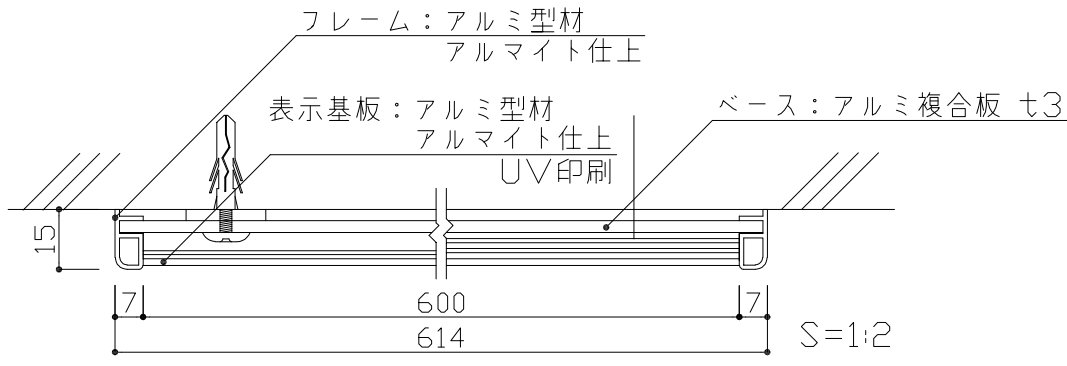 フレーム：アルミ型材
アルマイト仕上
表示基板：アルミ型材
アルマイト仕上
UV印刷
ベース：アルミ複合板 t3
15
7
600
7
614
S=1:2